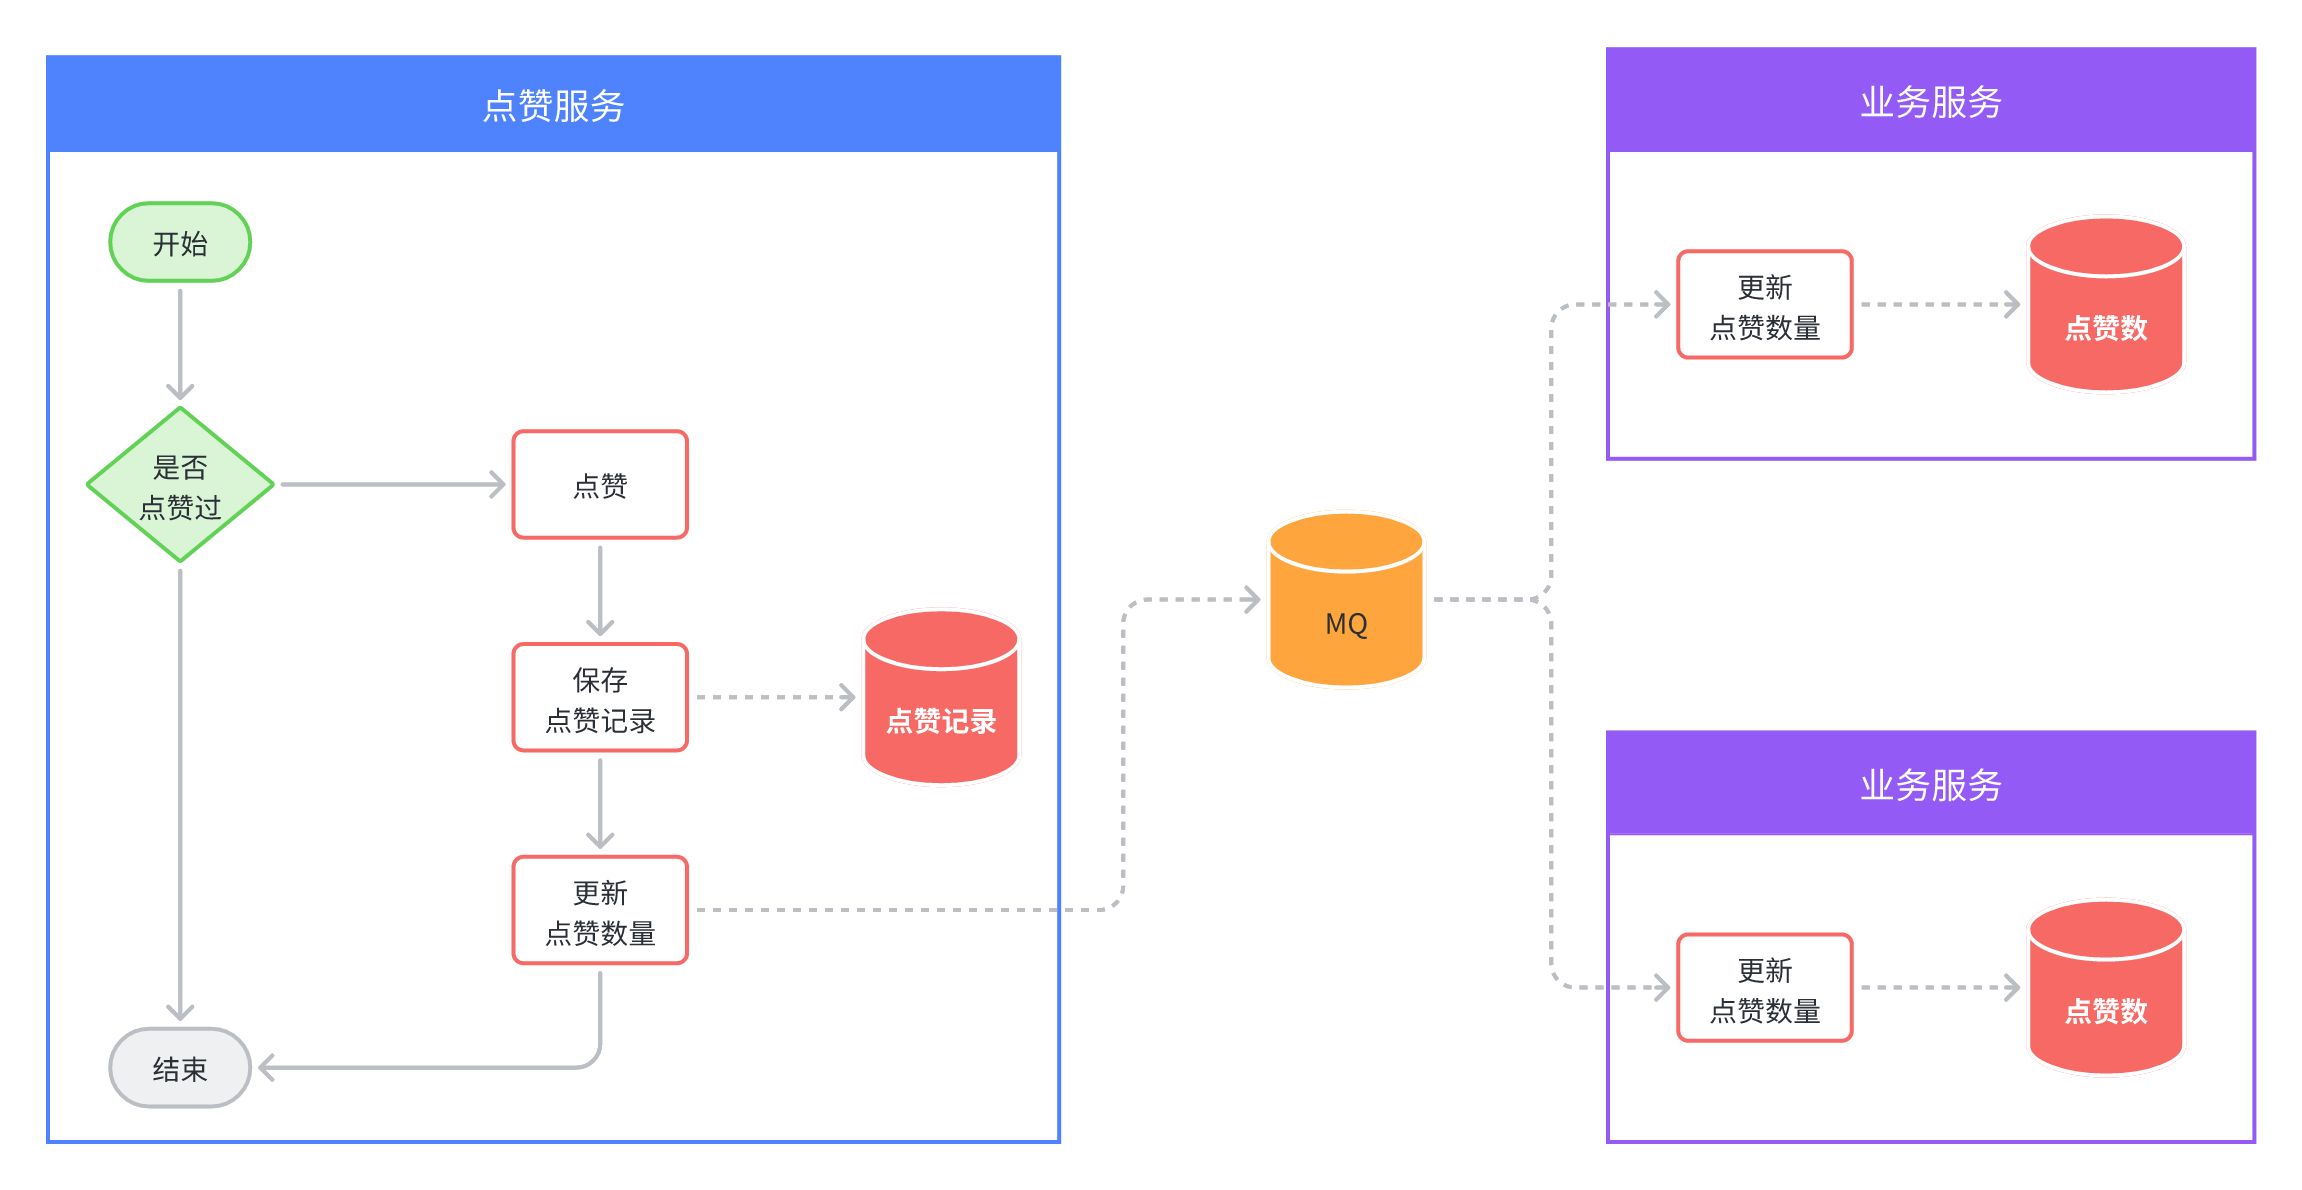 点赞服务
开始
是否
点赞过
点赞
保存
点赞记录
点赞记录
更新
点赞数量
结束
MQ
业务服务
更新
点赞数量
点赞数
业务服务
更新
点赞数量
点赞数